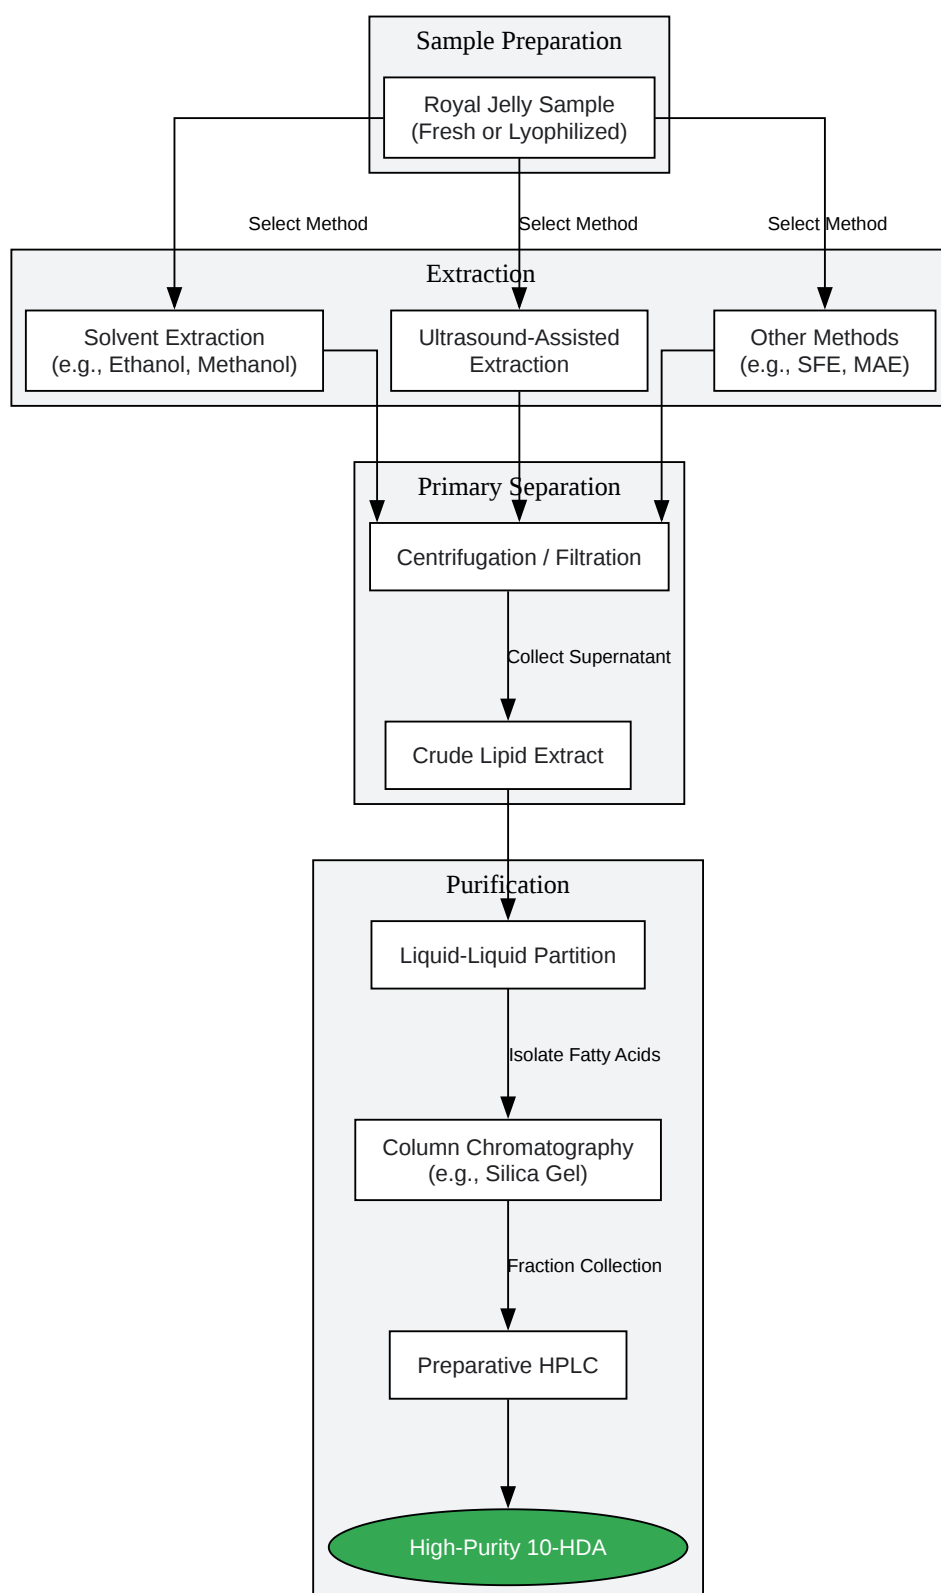 Sample Preparation
Royal Jelly Sample
(Fresh or Lyophilized)
Select Method
Select Method
Select Method
Extraction
Solvent Extraction
(e.g., Ethanol, Methanol)
Ultrasound-Assisted
Extraction
Other Methods
(e.g., SFE, MAE)
Primary Separation
Centrifugation / Filtration
Collect Supernatant
Crude Lipid Extract
Purification
Liquid-Liquid Partition
Isolate Fatty Acids
Column Chromatography
(e.g., Silica Gel)
Fraction Collection
Preparative HPLC
High-Purity 10-HDA